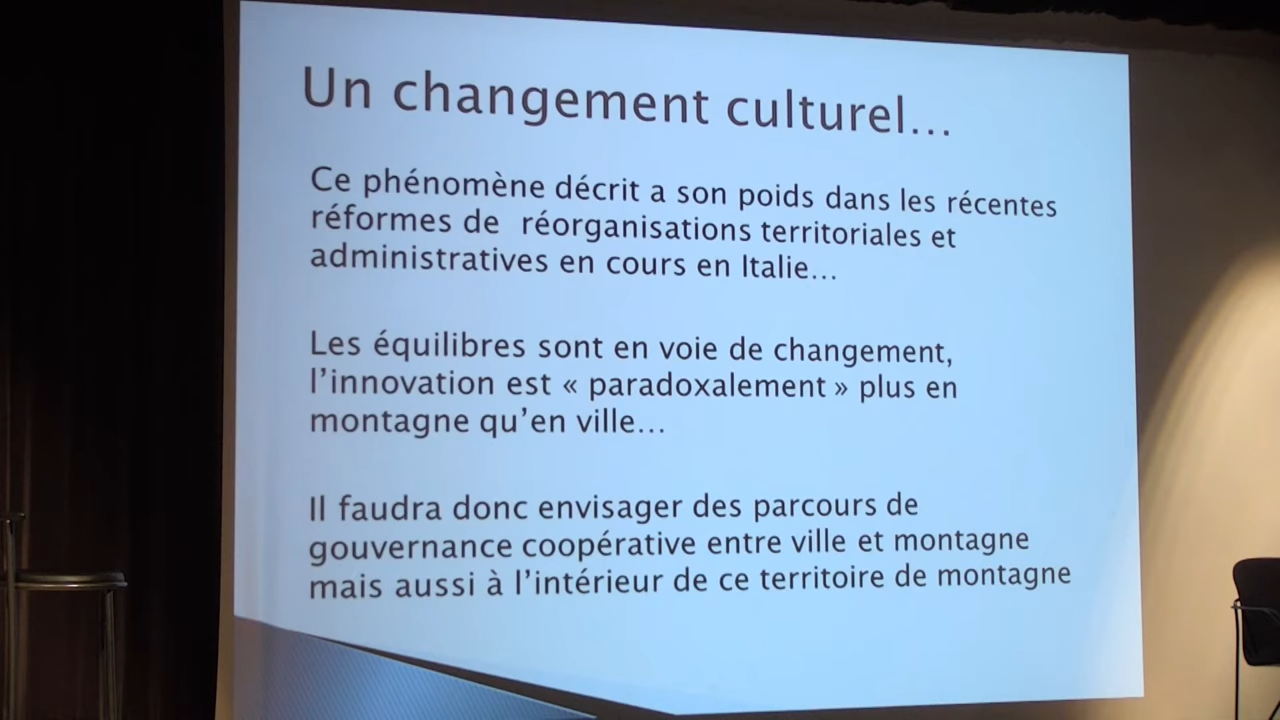 Un changement culturel...
Ce phénomène décrit a son poids dans les récentes
réformes de réorganisations territoriales et
administratives en cours en Italie...
Les équilibres sont en voie de changement,
l'innovation est « paradoxalement » plus en
montagne qu'en ville...
Il faudra donc envisager des parcours de
gouvernance coopérative entre ville et montagne
mais aussi à l'intérieur de ce territoire de montagne